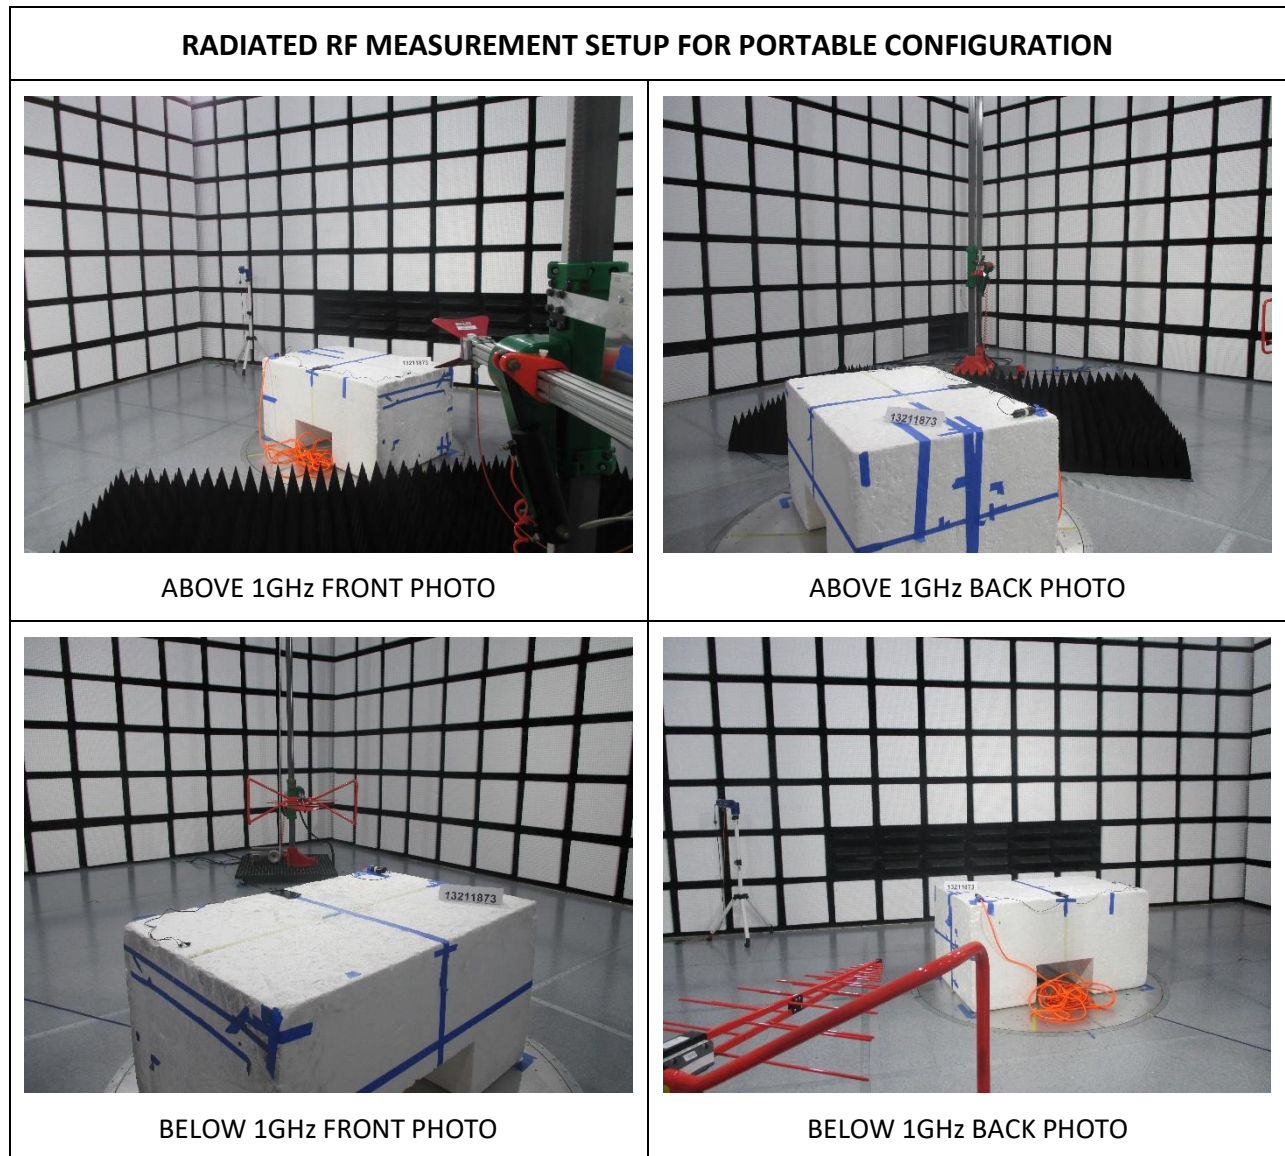 RADIATED RF MEASUREMENT SETUP FOR PORTABLE CONFIGURATION
13211873
13211873
ABOVE 1GHz FRONT PHOTO
ABOVE 1GHz BACK PHOTO
13211873
13211873
BELOW 1GHz FRONT PHOTO
BELOW 1GHz BACK PHOTO